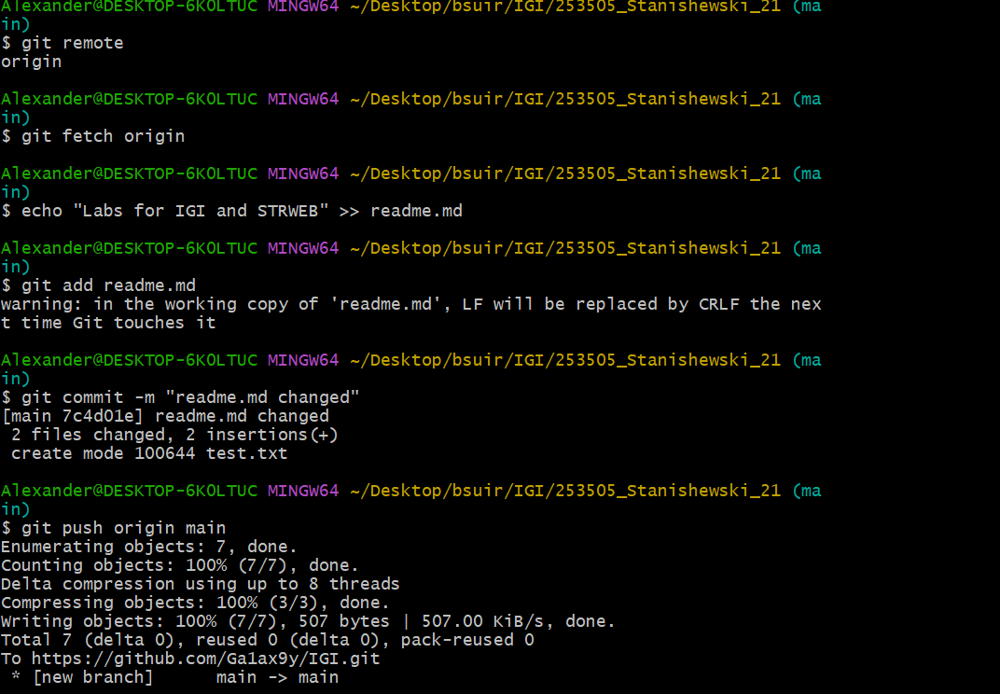 Alexander@DESKTOP-6K0LTUC MINGW64 ~/Desktop/bsuir/IGI/253505_Stanishewski_21 (ma
in)
$ git remote
origin
Alexander@DESKTOP-6K0LTUC MINGW64 ~/Desktop/bsuir/IGI/253505_Stanishewski_21 (ma
in)
$ git fetch origin
Alexander@DESKTOP-6K0LTUC MINGW64 ~/Desktop/bsuir/IGI/253505_Stanishewski_21 (ma
in)
$ echo "Labs for IGI and STRWEB" >> readme.md
Alexander@DESKTOP-6K0LTUC MINGW64 ~/Desktop/bsuir/IGI/253505_Stanishewski_21 (ma
in)
$ git add readme.md
warning: in the working copy of 'readme.md', LF will be replaced by CRLF the nex
t time Git touches it
Alexander@DESKTOP-6K0LTUC MINGW64 ~/Desktop/bsuir/IGI/253505_Stanishewski_21 (ma
in)
$ git commit -m "readme.md changed"
[main 7c4d01e] readme.md changed
 2 files changed, 2 insertions(+)
 create mode 100644 test.txt
Alexander@DESKTOP-6K0LTUC MINGW64 ~/Desktop/bsuir/IGI/253505_Stanishewski_21 (ma
in)
$ git push origin main
Enumerating objects: 7, done.
Counting objects: 100% (7/7), done.
Delta compression using up to 8 threads
Compressing objects: 100% (3/3), done.
Writing objects: 100% (7/7), 507 bytes | 507.00 KiB/s, done.
Total 7 (delta 0), reused 0 (delta 0), pack-reused 0
To https://github.com/Ga1ax9y/IGI.git
 * [new branch]      main -> main